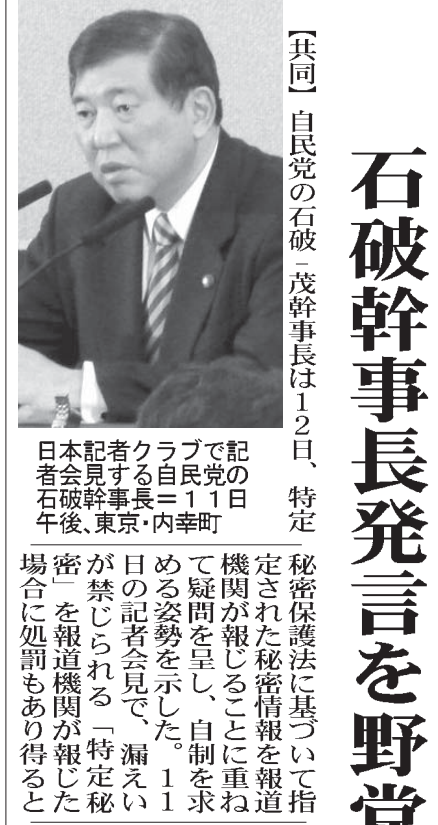 石破幹事長発言を野党
【共同】自民党の石破-茂幹事長は12日、特定
秘密保護法に基づいて指
定された秘密情報を報道
機関が報じることに重ね
て疑問を呈し、自制を求
める姿勢を示した。11
日の記者会見で、漏えい
が禁じられる「特定秘
密」を報道機関が報じた
場合に処罰もあり得ると
日本記者クラブで記
者会見する自民党の
石破幹事長=11日
午後、東京・内幸町